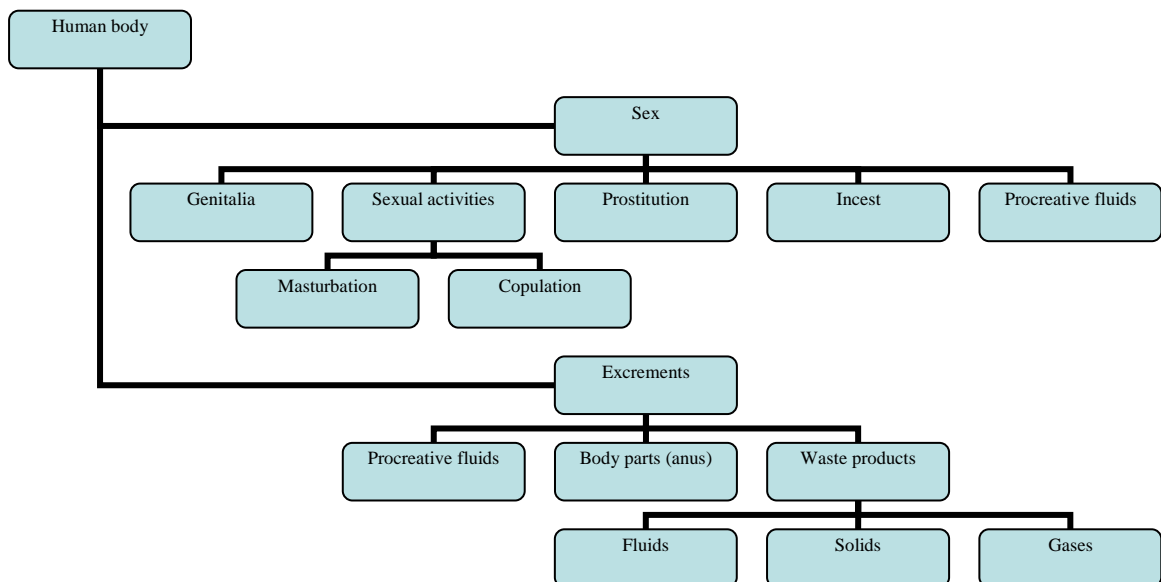 Human body
Sex
Genitalia
Sexual activities
Prostitution
Incest
Procreative fluids
Masturbation
Copulation
Excrements
Procreative fluids
Body parts (anus)
Waste products
Fluids
Solids
Gases